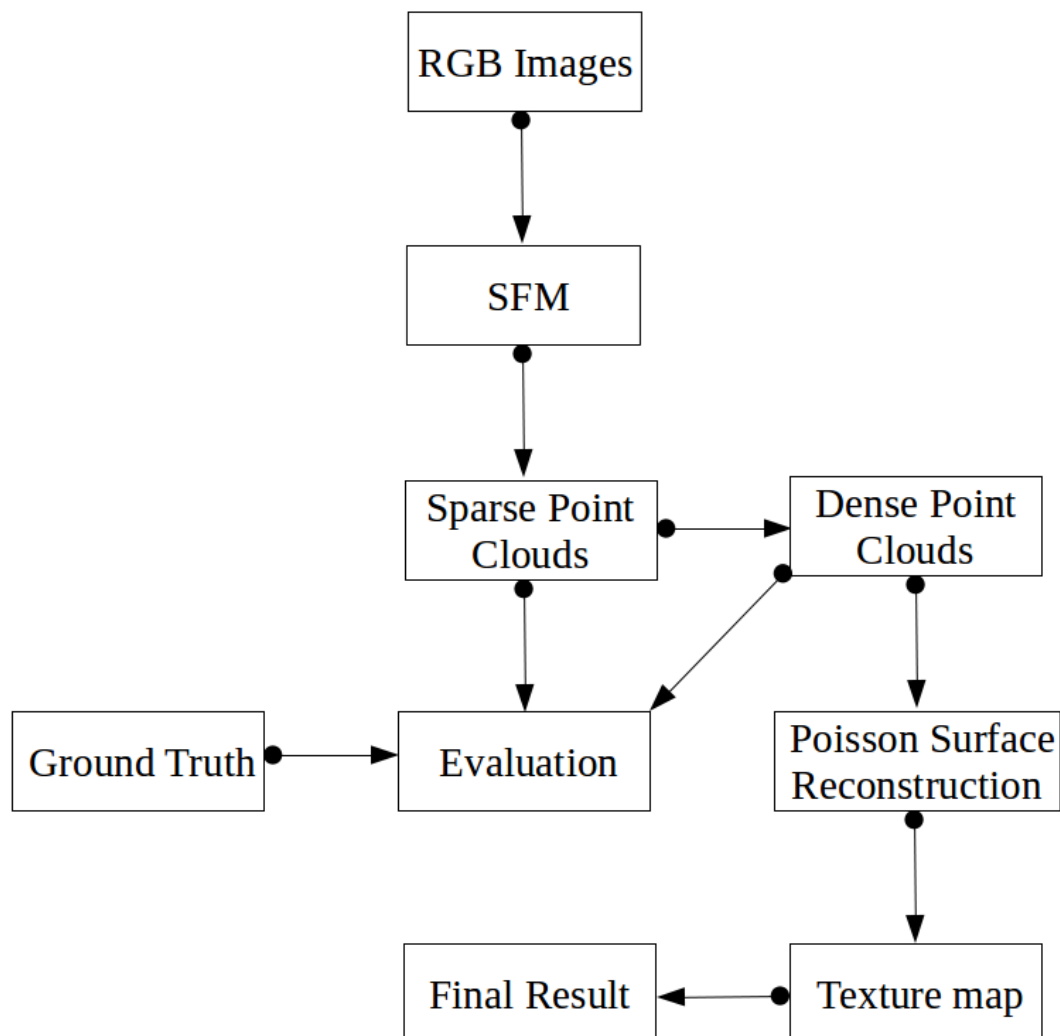 RGB Images
SFM
Sparse Point
Clouds
Dense Point
Clouds
Ground Truth
Evaluation
Poisson Surface
Reconstruction
Final Result
Texture map